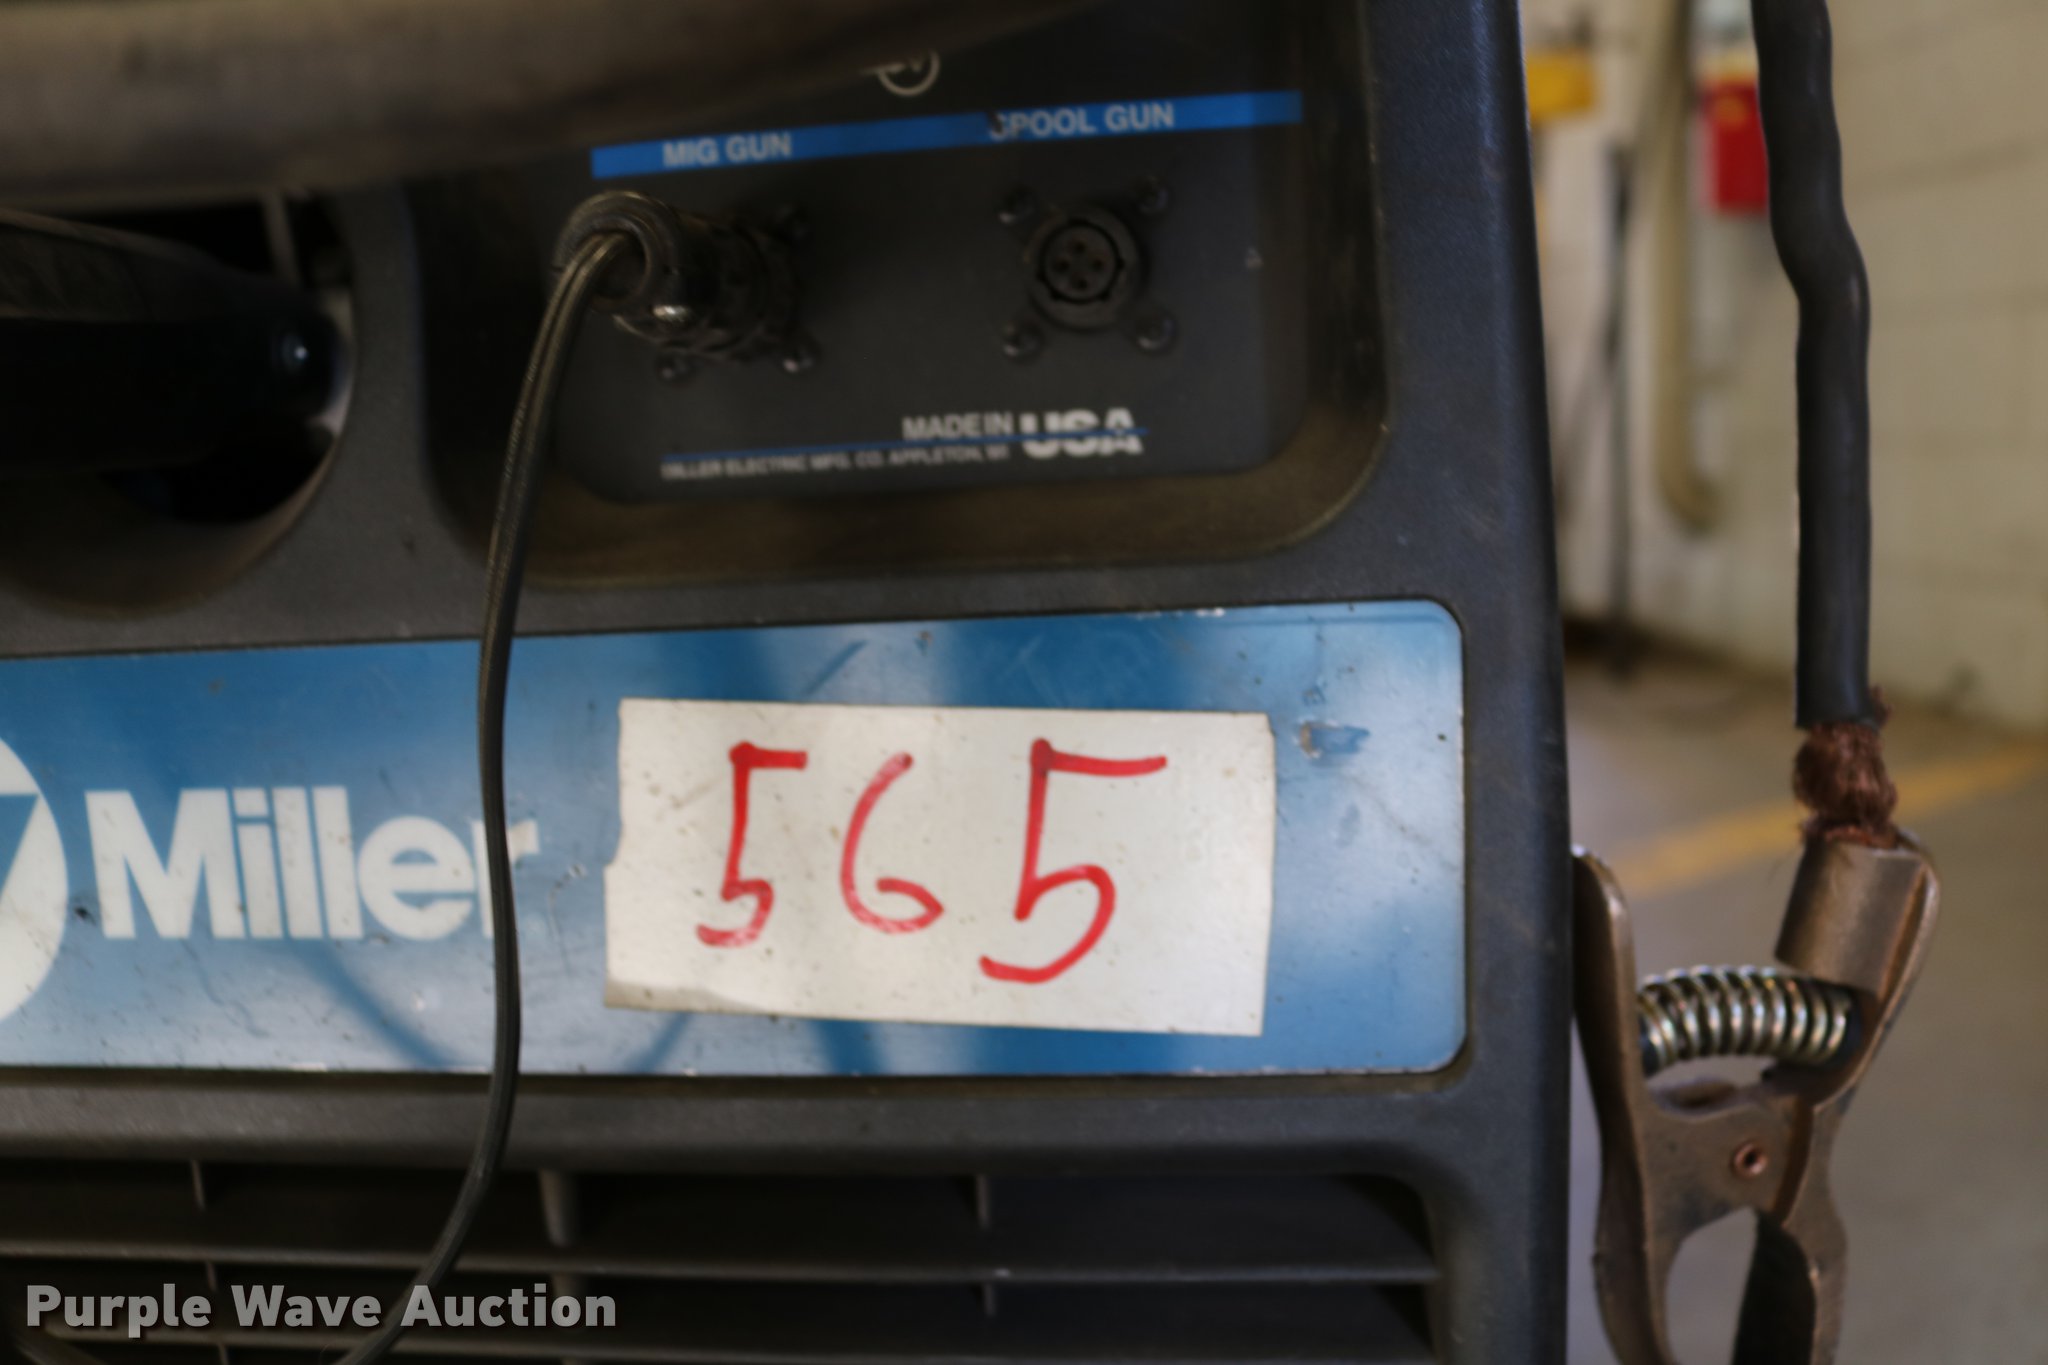 MIG GUN
SPOOL GUN
MADE IN USA
MILLER ELECTRIC MFG. CO. APPLETON, WI
Miller
565
Purple Wave Auction